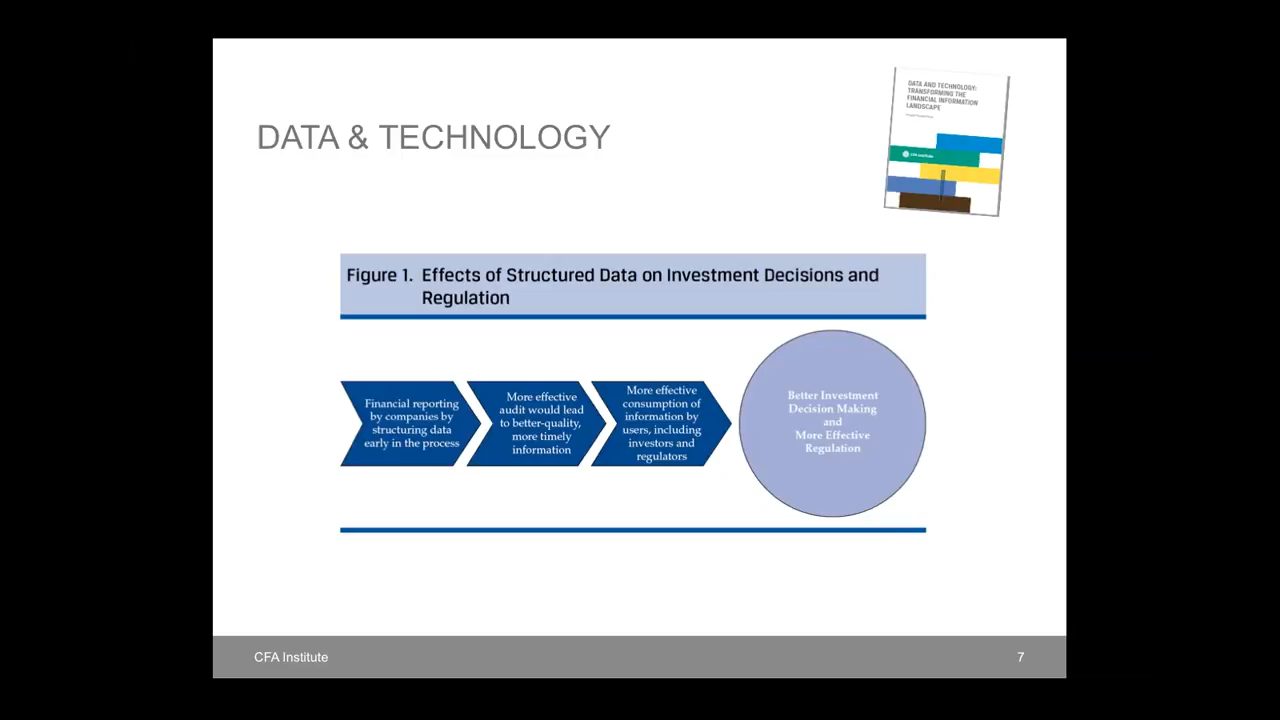 DATA & TECHNOLOGY
DATA AND TECHNOLOGY:
TRANSFORMING THE
FINANCIAL INFORMATION
LANDSCAPE
CFA Institute
Figure 1. Effects of Structured Data on Investment Decisions and
Regulation
Financial reporting
by companies by
structuring data
early in the process
More effective
audit would lead
to better-quality,
more timely
information
More effective
consumption of
information by
users, including
investors and
regulators
Better Investment
Decision Making
and
More Effective
Regulation
CFA Institute
7